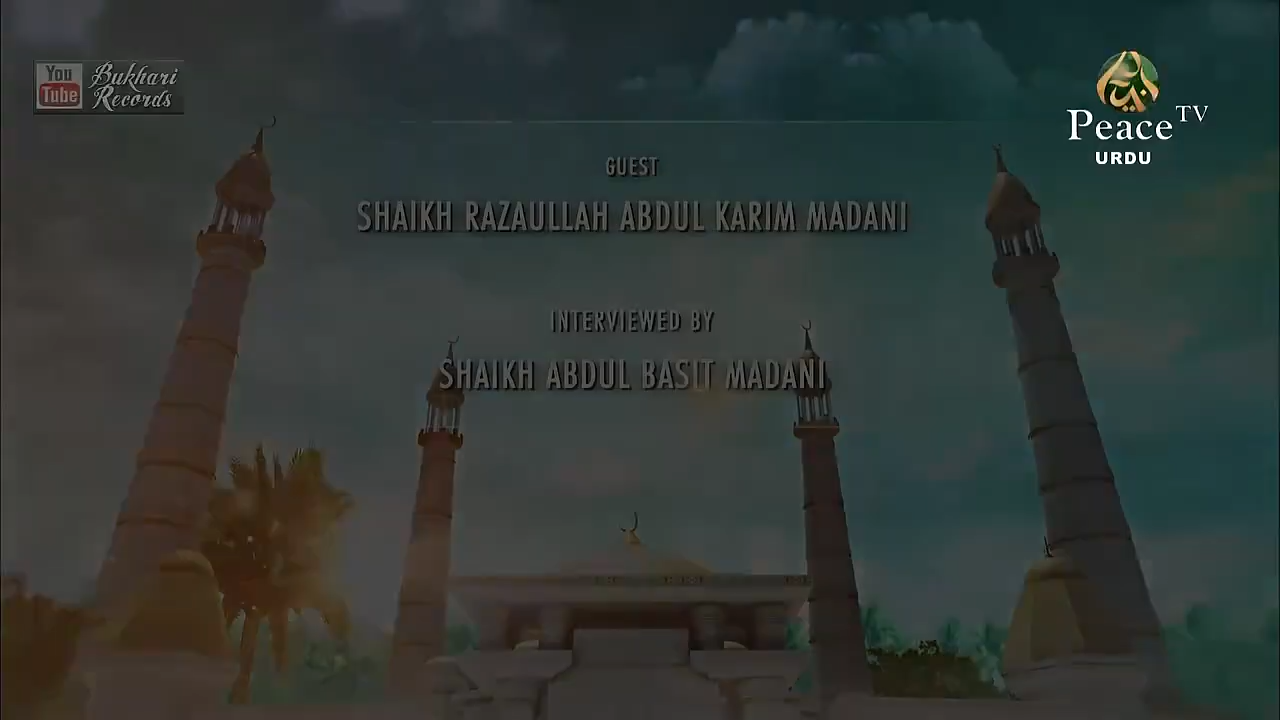 You
Tube
Bukhari
Records
Peace TV
URDU
GUEST
SHAIKH RAZAULLAH ABDUL KARIM MADANI
INTERVIEWED BY
SHAIKH ABDUL BASIT MADANI